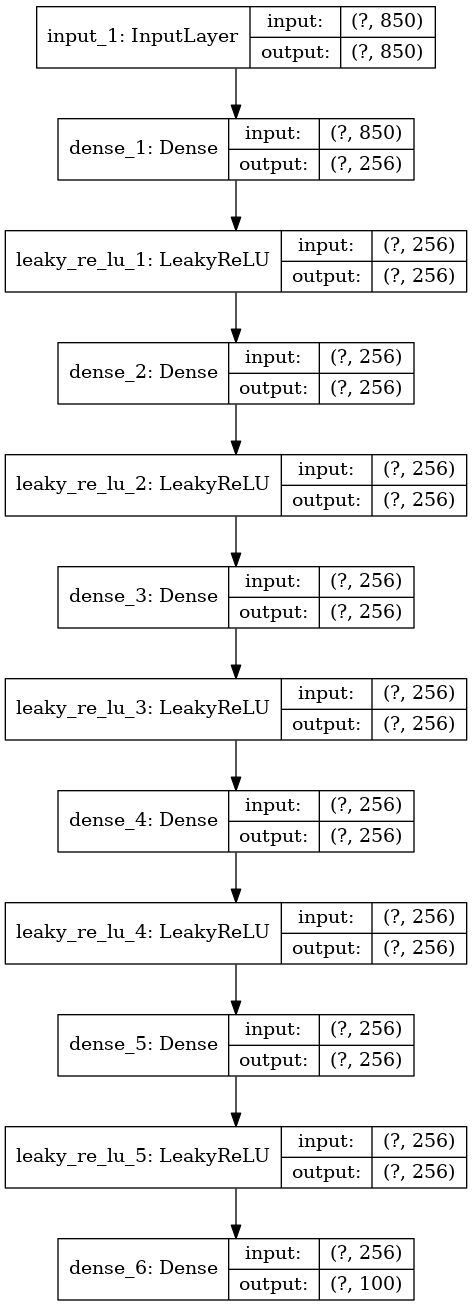 input_1: InputLayer
input: (?, 850)
output: (?, 850)
dense_1: Dense
input: (?, 850)
output: (?, 256)
leaky_re_lu_1: LeakyReLU
input: (?, 256)
output: (?, 256)
dense_2: Dense
input: (?, 256)
output: (?, 256)
leaky_re_lu_2: LeakyReLU
input: (?, 256)
output: (?, 256)
dense_3: Dense
input: (?, 256)
output: (?, 256)
leaky_re_lu_3: LeakyReLU
input: (?, 256)
output: (?, 256)
dense_4: Dense
input: (?, 256)
output: (?, 256)
leaky_re_lu_4: LeakyReLU
input: (?, 256)
output: (?, 256)
dense_5: Dense
input: (?, 256)
output: (?, 256)
leaky_re_lu_5: LeakyReLU
input: (?, 256)
output: (?, 256)
dense_6: Dense
input: (?, 256)
output: (?, 100)